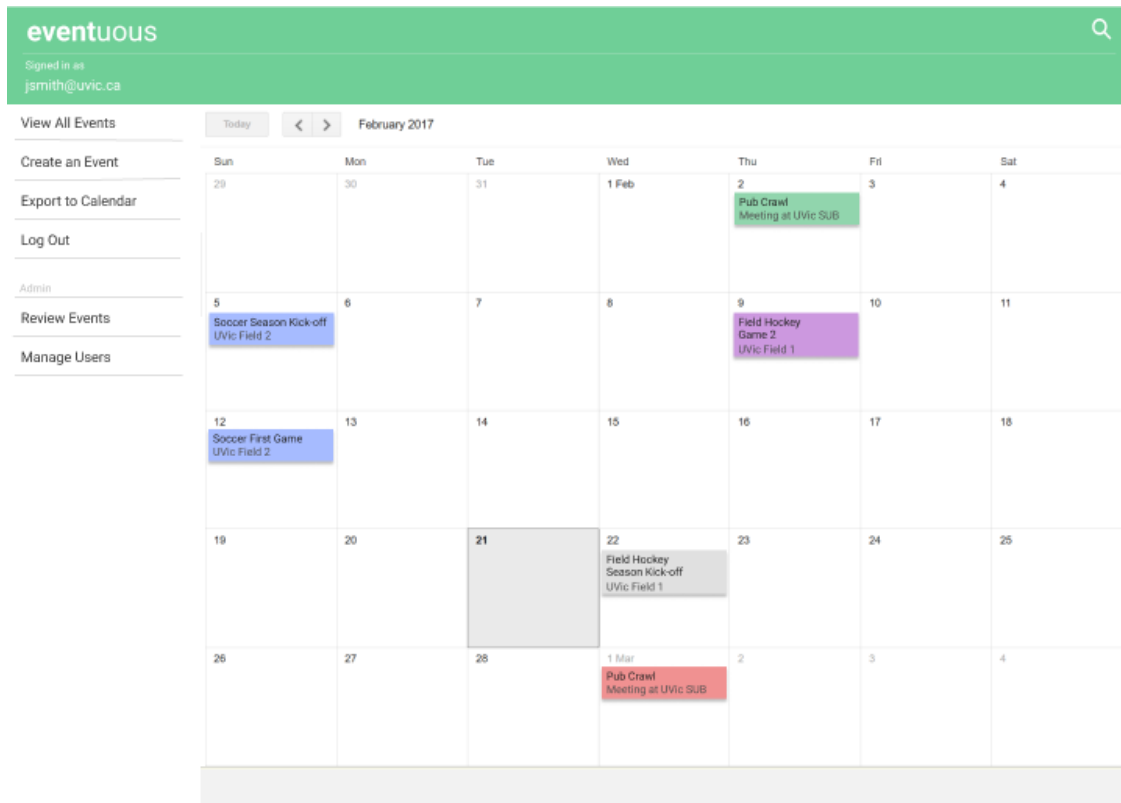 eventuous
Signed in as
jsmith@uvic.ca
View All Events
Create an Event
Export to Calendar
Log Out
Admin
Review Events
Manage Users
Today February 2017
Sun Mon Tue Wed Thu Fri Sat
29 30 31 1 Feb 2 3 4
Pub Crawl
Meeting at UVic SUB
5 6 7 8 9 10 11
Soccer Season Kick-off
UVic Field 2
Field Hockey
Game 2
UVic Field 1
12 13 14 15 16 17 18
Soccer First Game
UVic Field 2
19 20 21 22 23 24 25
Field Hockey
Season Kick-off
UVic Field 1
26 27 28 1 Mar 2 3 4
Pub Crawl
Meeting at UVic SUB